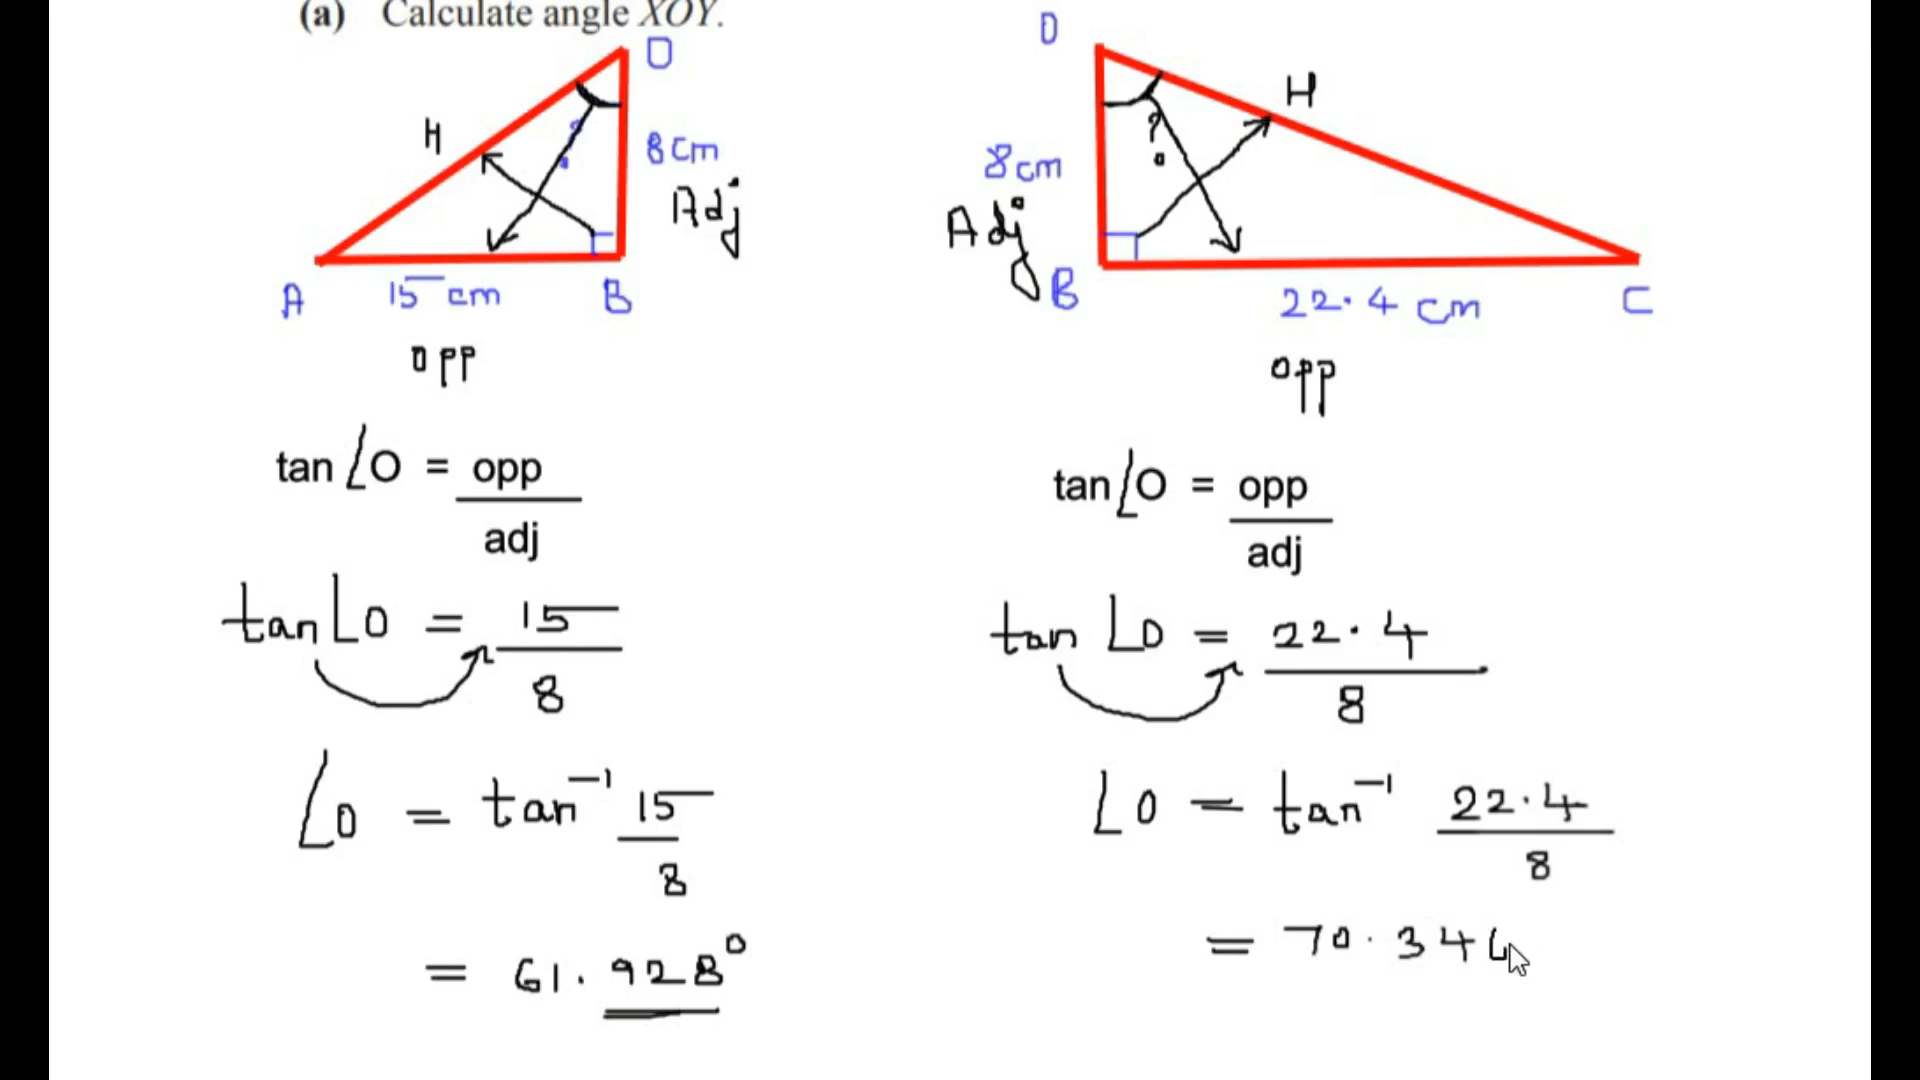 (a) Calculate angle XOY.
O
H
?
8cm
Adj
A 15 cm B
opp
tan ∠O = opp
adj
tan ∠O = 15
8
∠O = tan⁻¹ 15
8
= 61.928°
O
H
?
8cm
Adj
B 22.4 cm C
opp
tan ∠O = opp
adj
tan ∠O = 22.4
8
∠O = tan⁻¹ 22.4
8
= 70.34